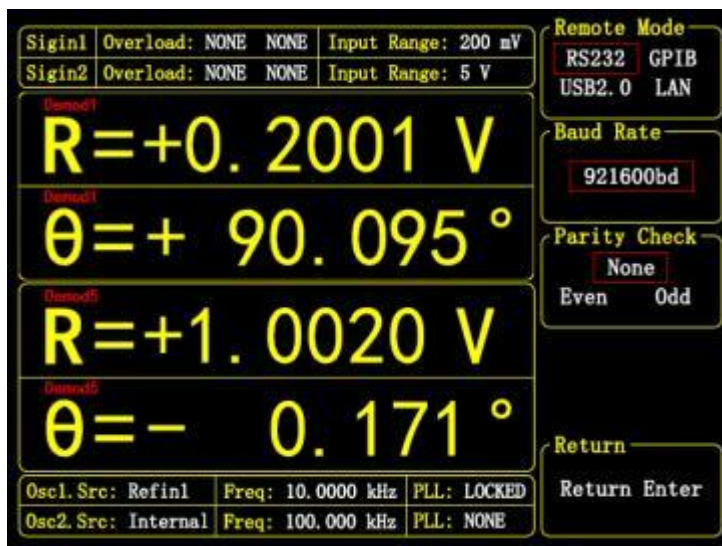 Sigin1 Overload: NONE NONE Input Range: 200 mV
Sigin2 Overload: NONE NONE Input Range: 5 V
Demod1
R=+0.2001 V
Demod1
θ=+ 90.095 °
Demod5
R=+1.0020 V
Demod5
θ=- 0.171 °
Osc1.Src: Refin1 Freq: 10.0000 kHz PLL: LOCKED
Osc2.Src: Internal Freq: 100.000 kHz PLL: NONE
Remote Mode
RS232 GPIB
USB2.0 LAN
Baud Rate
921600bd
Parity Check
None
Even Odd
Return
Return Enter